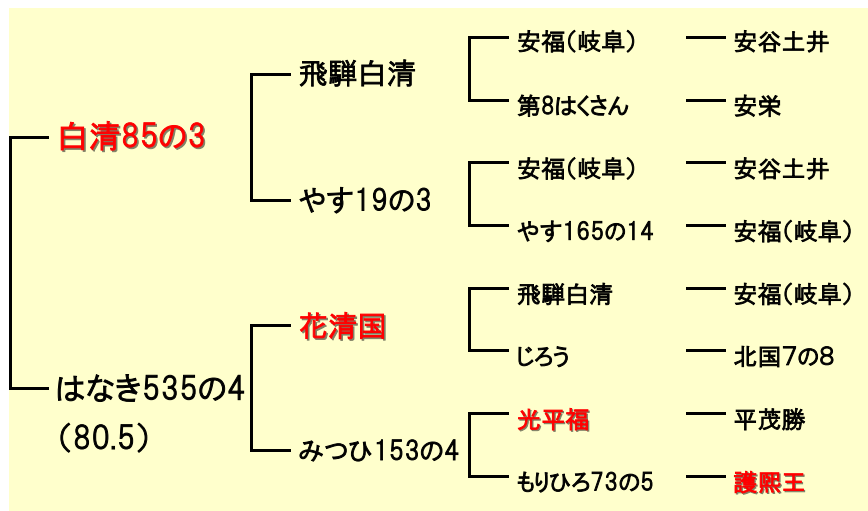 安福（岐阜） 安谷土井
飛騨白清
第8はくさん 安栄
白清85の3
安福（岐阜） 安谷土井
やす19の3
やす165の14 安福（岐阜）
飛騨白清 安福（岐阜）
花清国
じろう 北国7の8
はなき535の4
（80.5）
光平福 平茂勝
みつひ153の4
もりひろ73の5 護熙王